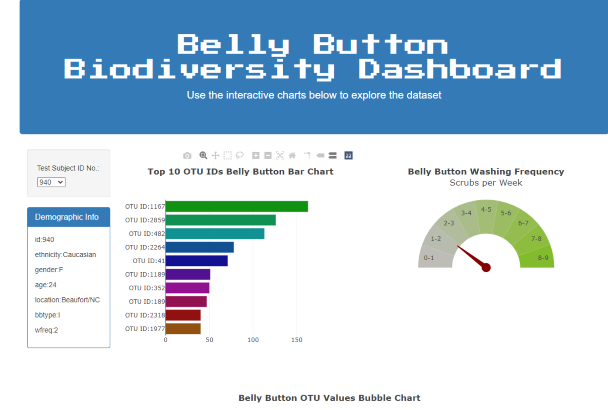 Belly Button
Biodiversity Dashboard
Use the interactive charts below to explore the dataset
Test Subject ID No.:
940
Demographic Info
id:940
ethnicity:Caucasian
gender:F
age:24
location:Beaufort/NC
bbtype:I
wfreq:2
Top 10 OTU IDs Belly Button Bar Chart
OTU ID:1167
OTU ID:2859
OTU ID:482
OTU ID:2264
OTU ID:41
OTU ID:1189
OTU ID:352
OTU ID:189
OTU ID:2318
OTU ID:1977
0 50 100 150
Belly Button Washing Frequency
Scrubs per Week
0-1
1-2
2-3
3-4
4-5
5-6
6-7
7-8
8-9
Belly Button OTU Values Bubble Chart